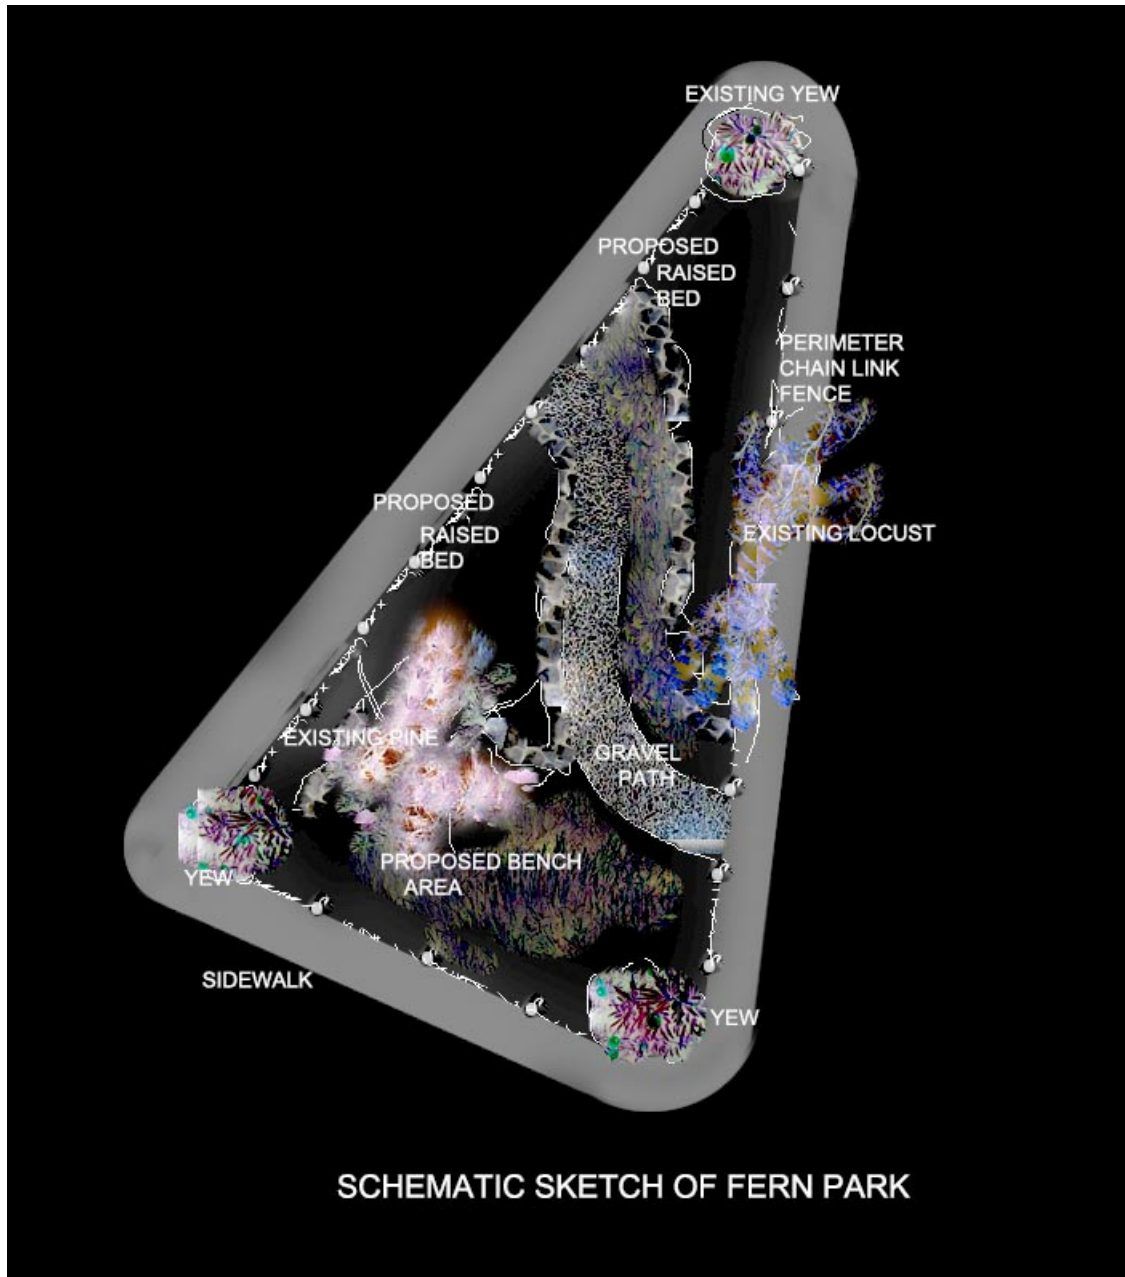 EXISTING YEW
PROPOSED
RAISED
BED
PERIMETER
CHAIN LINK
FENCE
PROPOSED
RAISED
BED
EXISTING LOCUST
EXISTING PINE
GRAVEL
PATH
PROPOSED BENCH
AREA
YEW
SIDEWALK
YEW
SCHEMATIC SKETCH OF FERN PARK